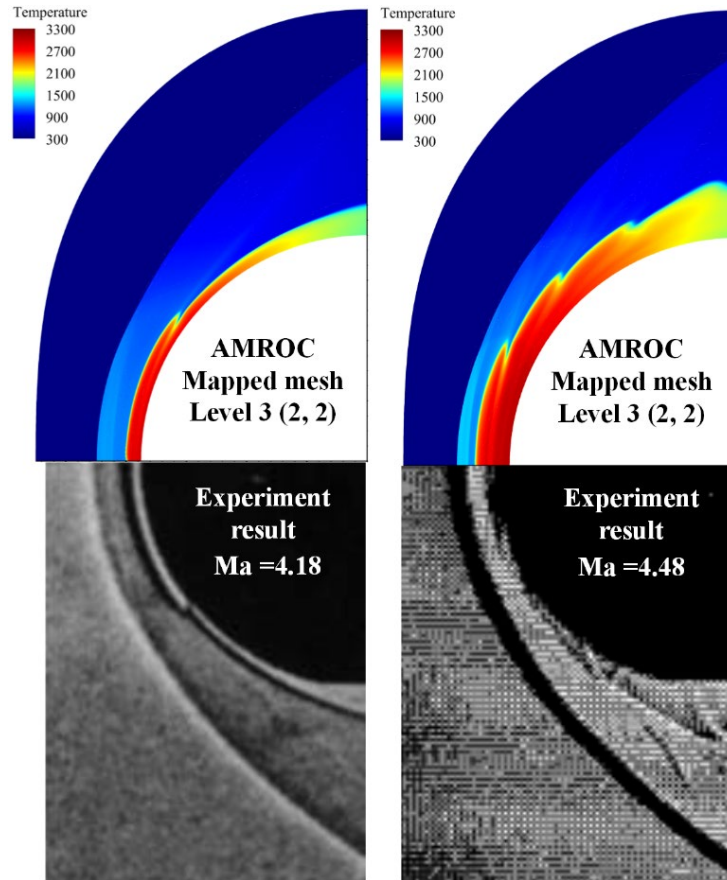 Temperature
3300
2700
2100
1500
900
300
AMROC
Mapped mesh
Level 3 (2, 2)
Experiment
result
Ma =4.18
Temperature
3300
2700
2100
1500
900
300
AMROC
Mapped mesh
Level 3 (2, 2)
Experiment
result
Ma =4.48